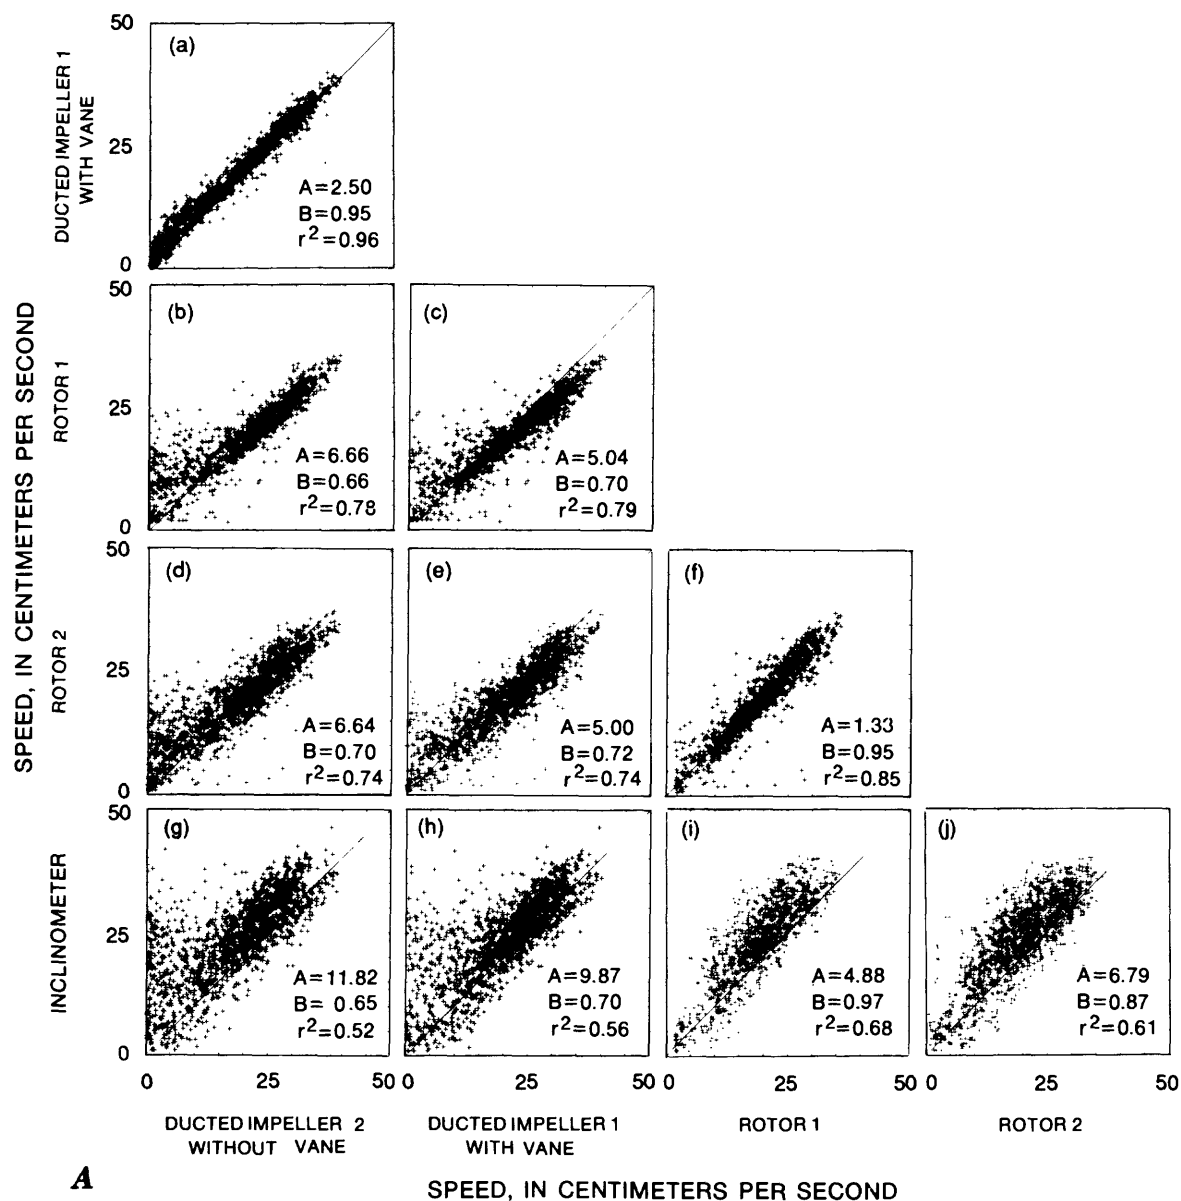 SPEED, IN CENTIMETERS PER SECOND
DUCTED IMPELLER 1
WITH VANE
50
25
0
(a)
A=2.50
B=0.95
r²=0.96
ROTOR 1
50
25
0
(b)
A=6.66
B=0.66
r²=0.78
(c)
A=5.04
B=0.70
r²=0.79
ROTOR 2
50
25
0
(d)
A=6.64
B=0.70
r²=0.74
(e)
A=5.00
B=0.72
r²=0.74
(f)
A=1.33
B=0.95
r²=0.85
INCLINOMETER
50
25
0
(g)
A=11.82
B= 0.65
r²=0.52
(h)
A=9.87
B=0.70
r²=0.56
(i)
A=4.88
B=0.97
r²=0.68
(j)
A=6.79
B=0.87
r²=0.61
0 25 50 0 25 50 0 25 50 0 25 50
DUCTED IMPELLER 2
WITHOUT VANE
DUCTED IMPELLER 1
WITH VANE
ROTOR 1
ROTOR 2
A
SPEED, IN CENTIMETERS PER SECOND